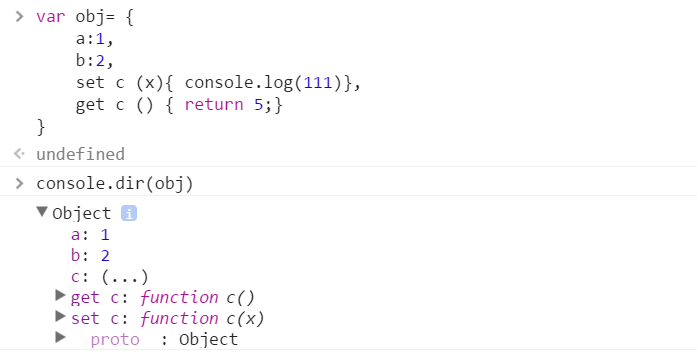 > var obj= {
a:1,
b:2,
set c (x){ console.log(111)},
get c () { return 5;}
}
undefined
> console.dir(obj)
▼Object i
a: 1
b: 2
c: (...)
▶get c: function c()
▶set c: function c(x)
▶ proto : Object